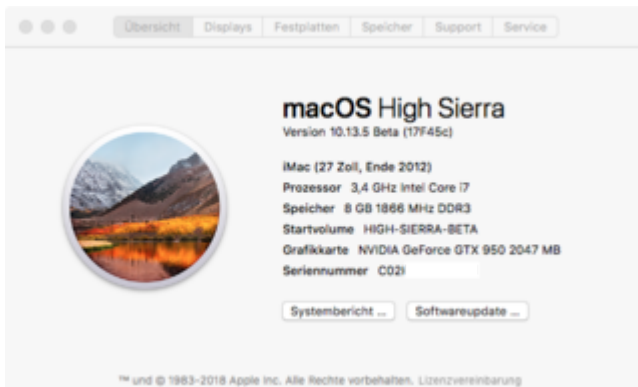 Übersicht Displays Festplatten Speicher Support Service
macOS High Sierra
Version 10.13.5 Beta (17F45c)
iMac (27 Zoll, Ende 2012)
Prozessor 3,4 GHz Intel Core i7
Speicher 8 GB 1866 MHz DDR3
Startvolume HIGH-SIERRA-BETA
Grafikkarte NVIDIA GeForce GTX 950 2047 MB
Seriennummer C02
Systembericht ... Softwareupdate ...
™ und © 1983-2018 Apple Inc. Alle Rechte vorbehalten. Lizenzvereinbarung